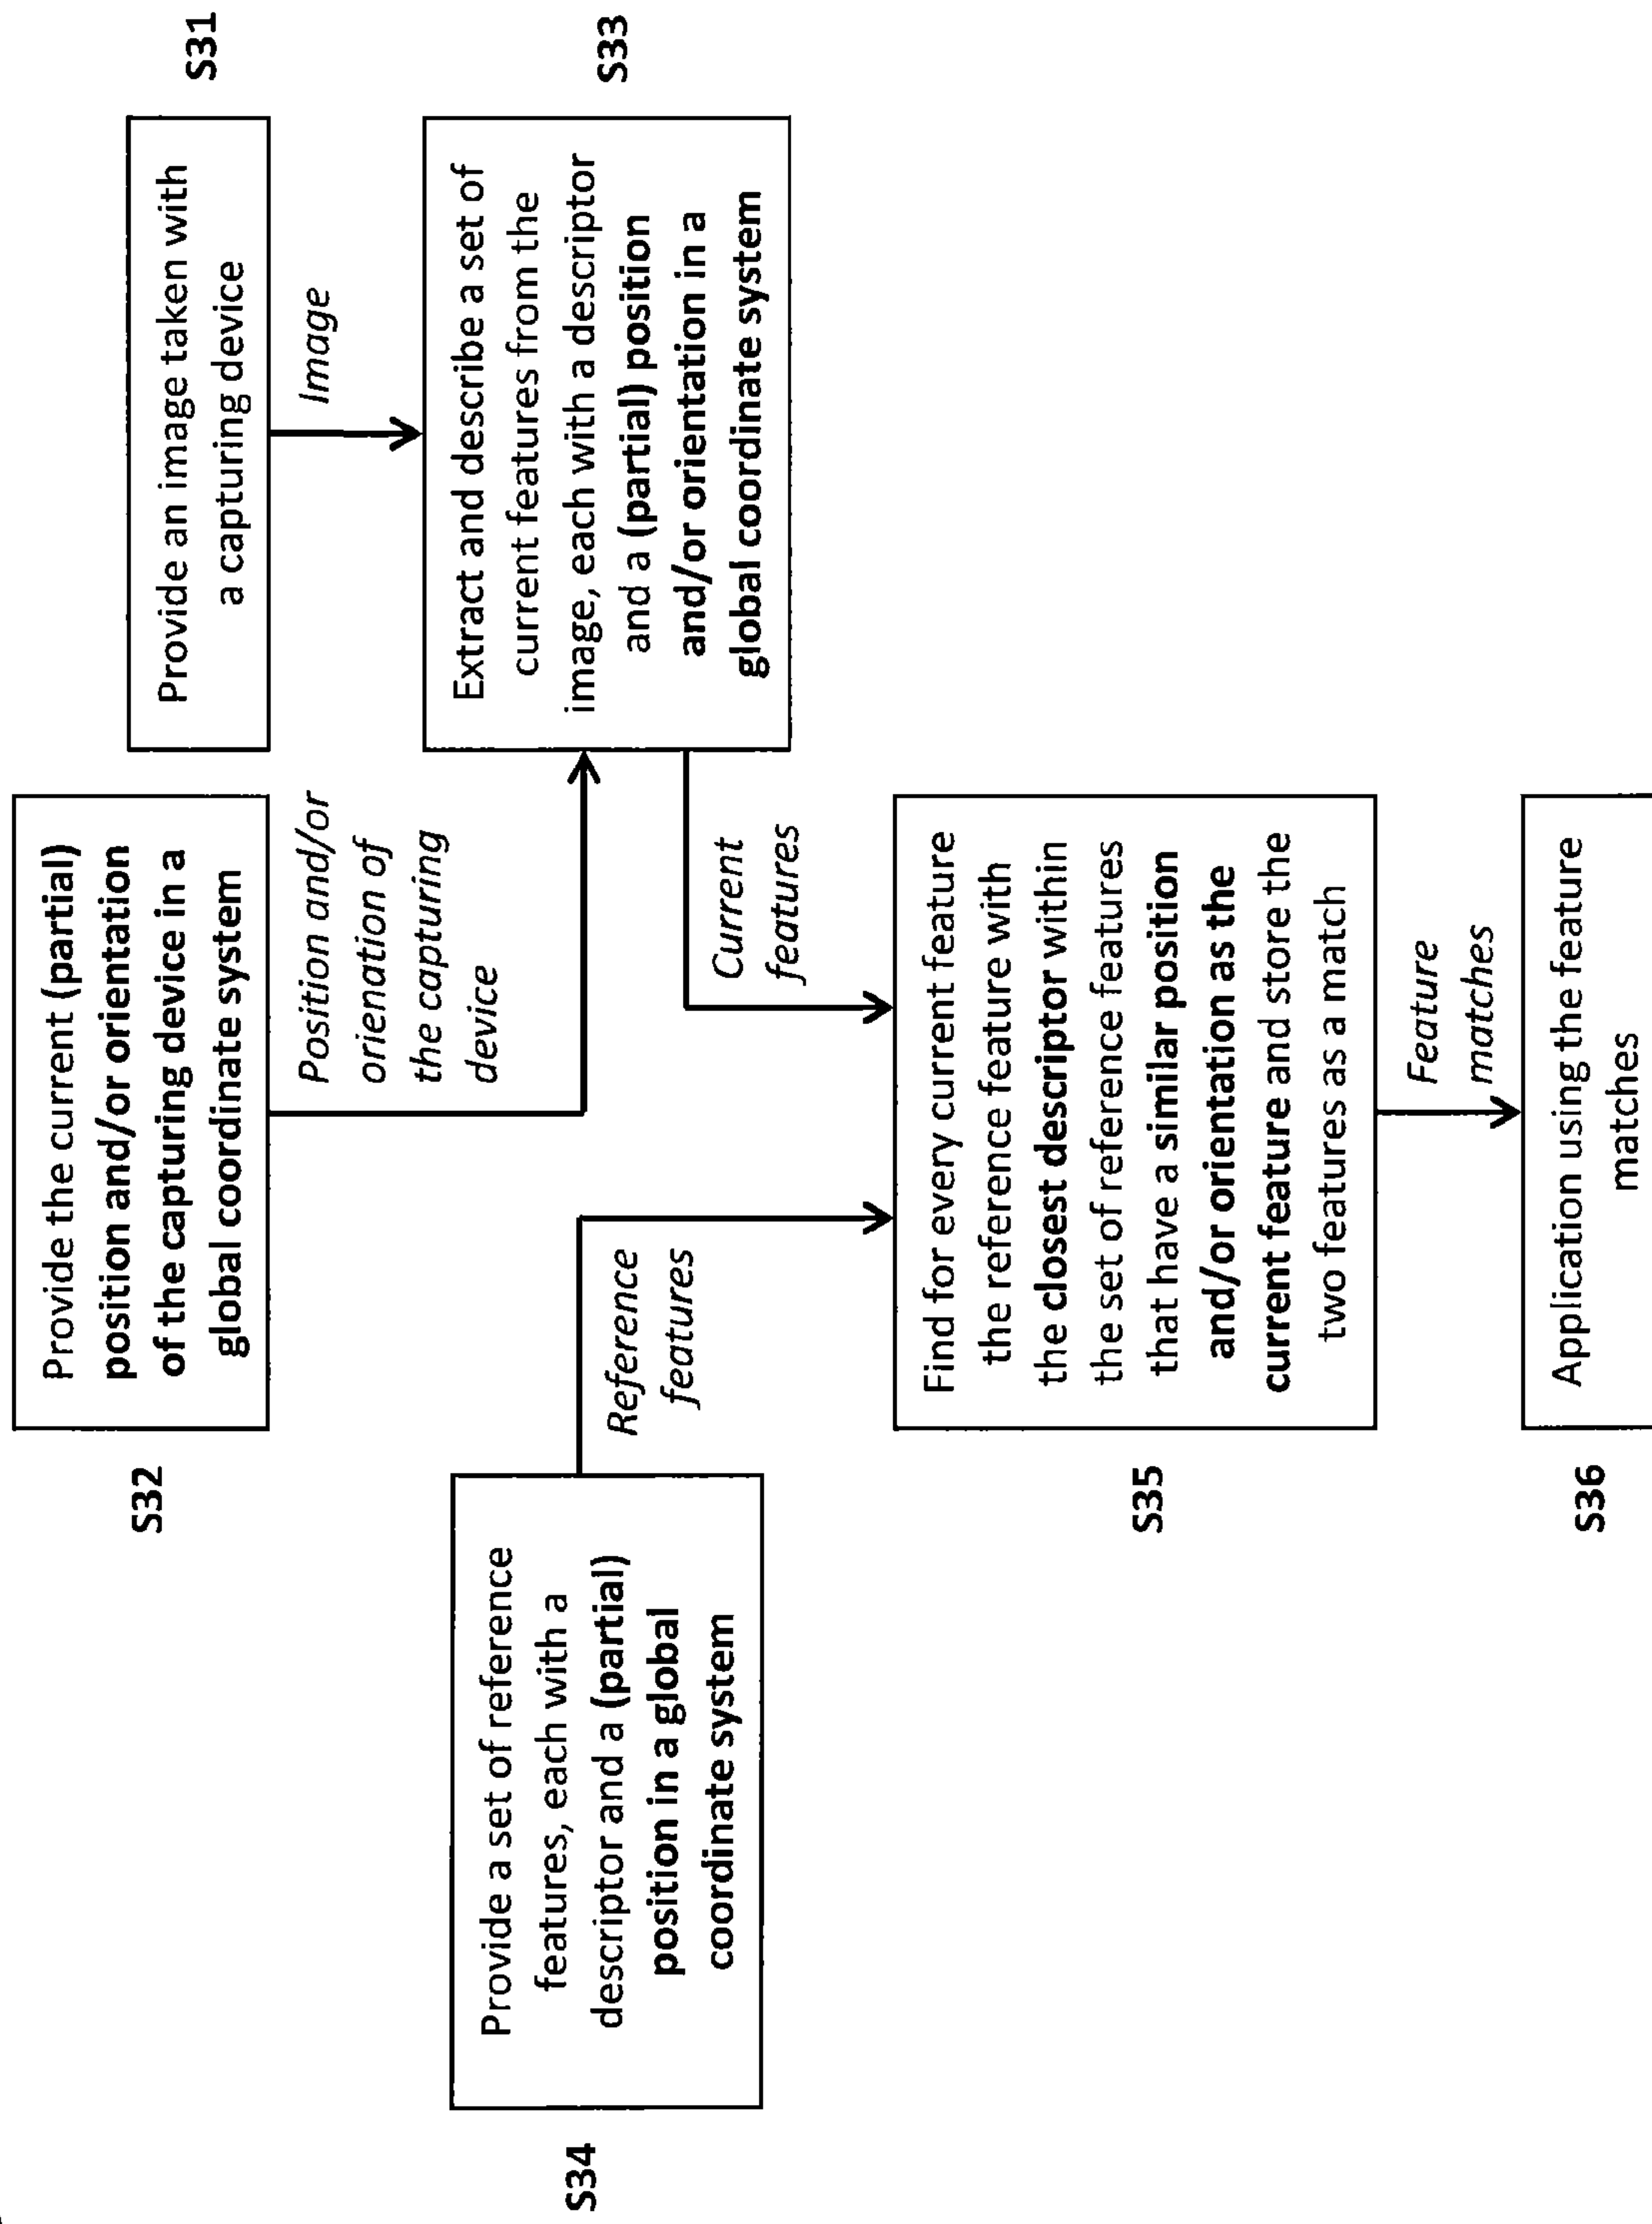 S32
Provide the current (partial)
position and/or orientation
of the capturing device in a
global coordinate system
Provide an image taken with
a capturing device
S31
Position and/or
orienation of
the capturing
device
Image
S34
Provide a set of reference
features, each with a
descriptor and a (partial)
position in a global
coordinate system
Extract and describe a set of
current features from the
image, each with a descriptor
and a (partial) position
and/or orientation in a
global coordinate system
S33
Reference
features
Current
features
S35
Find for every current feature
the reference feature with
the closest descriptor within
the set of reference features
that have a similar position
and/or orientation as the
current feature and store the
two features as a match
Feature
matches
S36
Application using the feature
matches